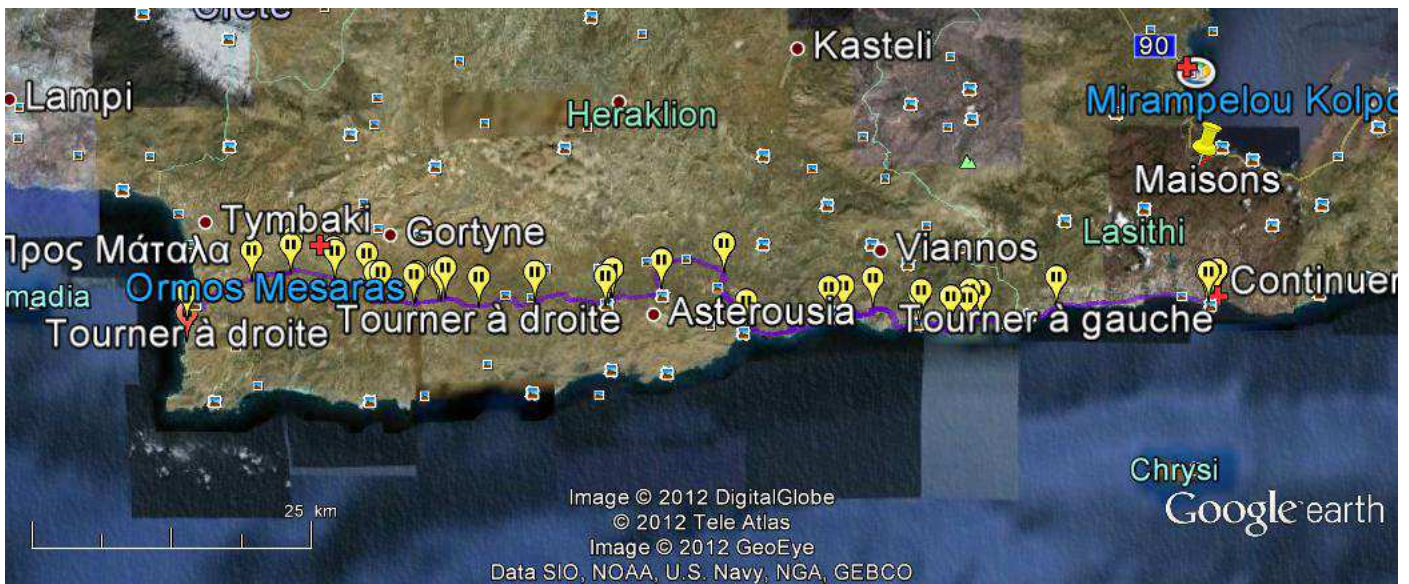 Crète
Kasteli
90
Lampi
Heraklion
Mirampelou Kolpo
Maisons
Tymbaki
Gortyne
Viannos
Lasithi
Προς Μάταλα
Ormos Mesaras
Continuer
madia
Tourner à droite
Tourner à droite
Asterousia
Tourner à gauche
Chrysi
25 km
Image © 2012 DigitalGlobe
© 2012 Tele Atlas
Image © 2012 GeoEye
Data SIO, NOAA, U.S. Navy, NGA, GEBCO
Google earth